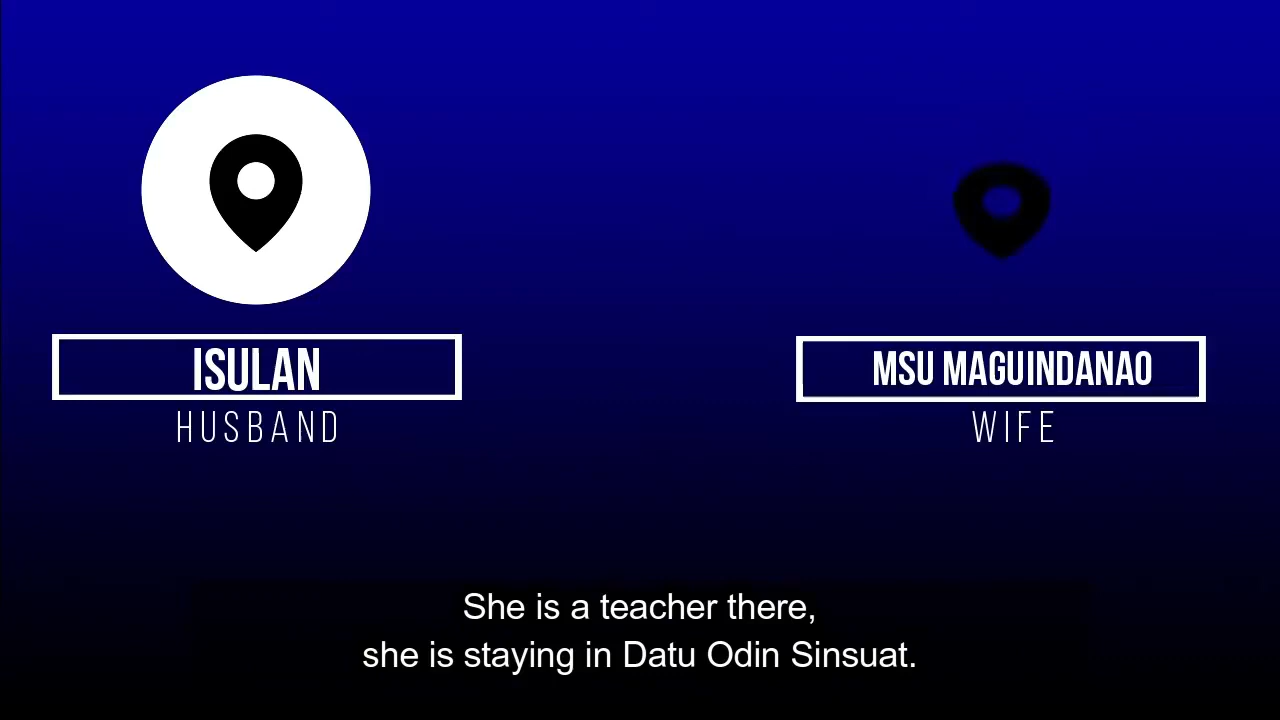 ISULAN
HUSBAND
MSU MAGUINDANAO
WIFE
She is a teacher there,
she is staying in Datu Odin Sinsuat.